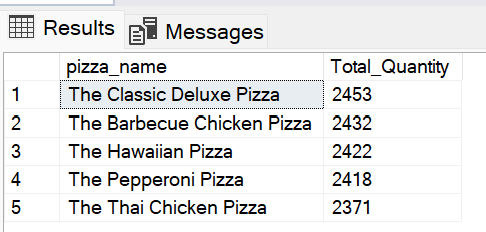 Results Messages
pizza_name Total_Quantity
1 The Classic Deluxe Pizza 2453
2 The Barbecue Chicken Pizza 2432
3 The Hawaiian Pizza 2422
4 The Pepperoni Pizza 2418
5 The Thai Chicken Pizza 2371